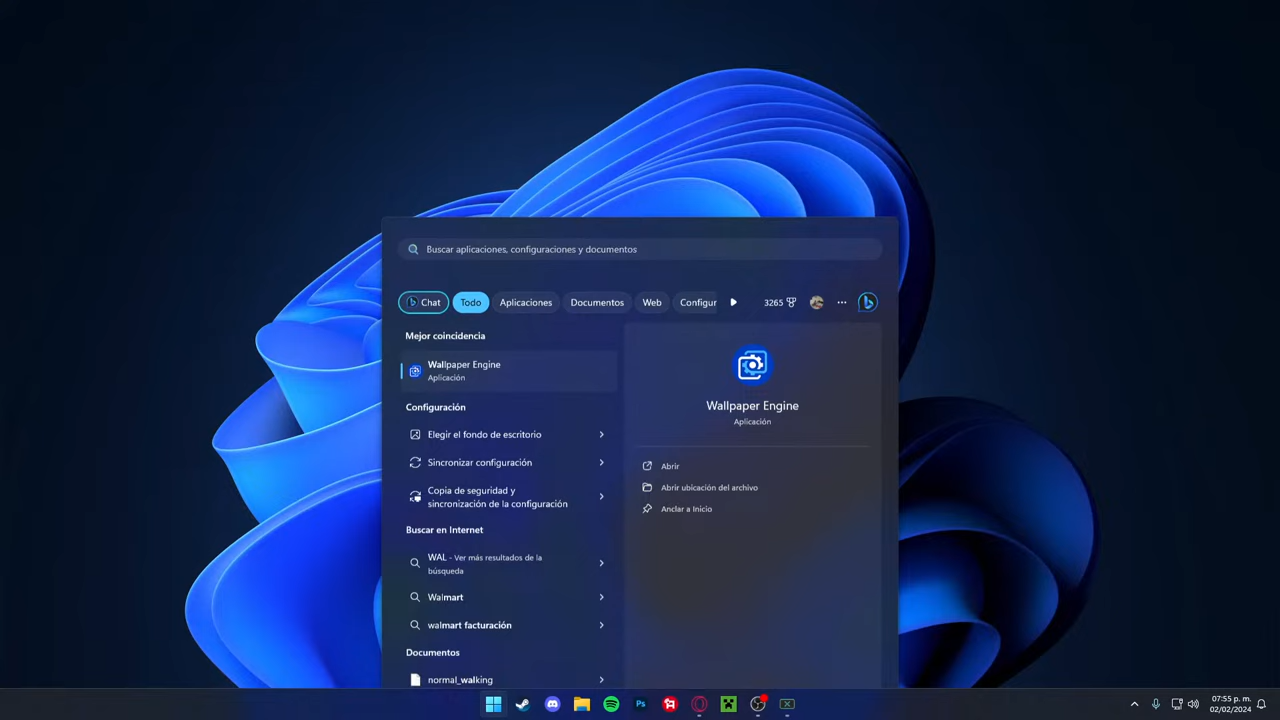 Buscar aplicaciones, configuraciones y documentos
Chat
Todo
Aplicaciones
Documentos
Web
Configur
3265
Mejor coincidencia
Wallpaper Engine
Aplicación
Configuración
Elegir el fondo de escritorio
Sincronizar configuración
Copia de seguridad y
sincronización de la configuración
Buscar en Internet
WAL - Ver más resultados de la
búsqueda
Walmart
walmart facturación
Documentos
normal_walking
Wallpaper Engine
Aplicación
Abrir
Abrir ubicación del archivo
Anclar a Inicio
Ps
07:55 p. m.
02/02/2024